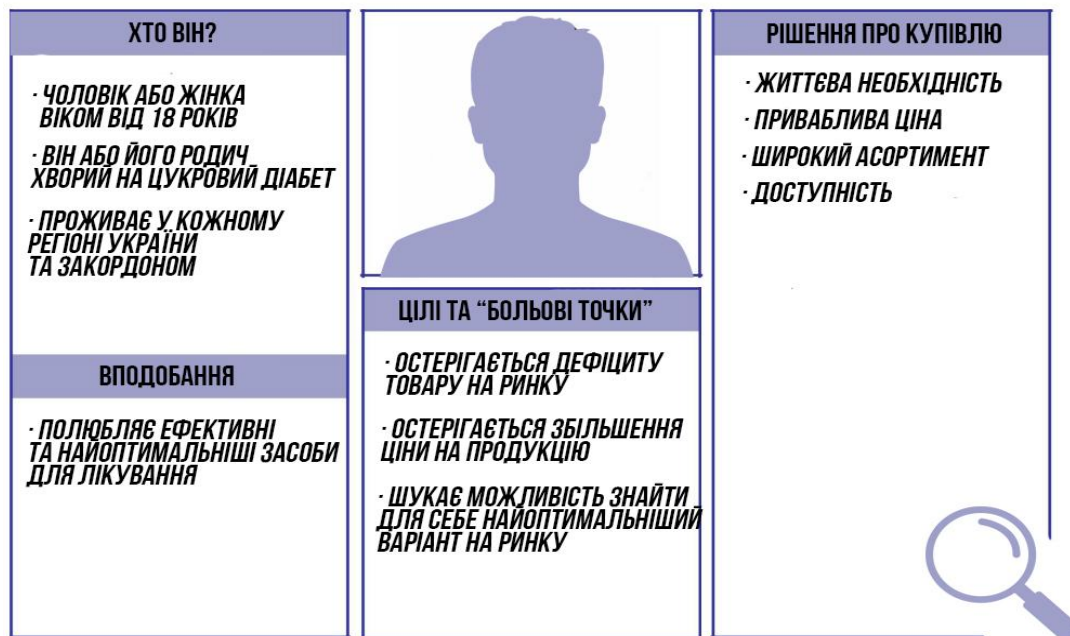 ХТО ВІН?
· ЧОЛОВІК АБО ЖІНКА
ВІКОМ ВІД 18 РОКІВ
· ВІН АБО ЙОГО РОДИЧ
ХВОРИЙ НА ЦУКРОВИЙ ДІАБЕТ
· ПРОЖИВАЄ У КОЖНОМУ
РЕГІОНІ УКРАЇНИ
ТА ЗАКОРДОНОМ
ВПОДОБАННЯ
· ПОЛЮБЛЯЄ ЕФЕКТИВНІ
ТА НАЙОПТИМАЛЬНІШІ ЗАСОБИ
ДЛЯ ЛІКУВАННЯ
ЦІЛІ ТА “БОЛЬОВІ ТОЧКИ”
· ОСТЕРІГАЄТЬСЯ ДЕФІЦИТУ
ТОВАРУ НА РИНКУ
· ОСТЕРІГАЄТЬСЯ ЗБІЛЬШЕННЯ
ЦІНИ НА ПРОДУКЦІЮ
· ШУКАЄ МОЖЛИВІСТЬ ЗНАЙТИ
ДЛЯ СЕБЕ НАЙОПТИМАЛЬНІШИЙ
ВАРІАНТ НА РИНКУ
РІШЕННЯ ПРО КУПІВЛЮ
· ЖИТТЄВА НЕОБХІДНІСТЬ
· ПРИВАБЛИВА ЦІНА
· ШИРОКИЙ АСОРТИМЕНТ
· ДОСТУПНІСТЬ